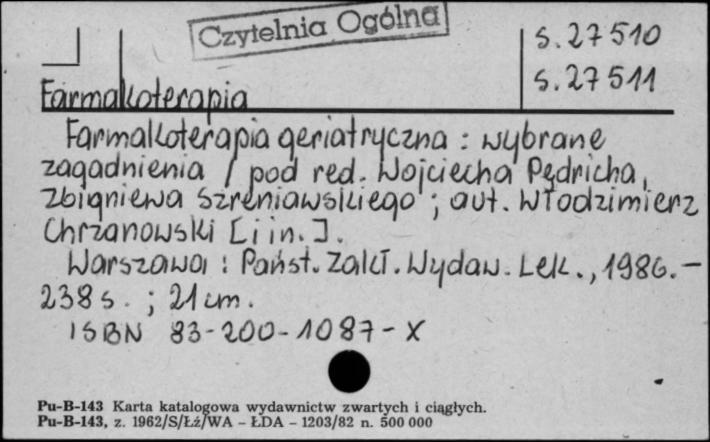 Czytelnia Ogólna
S. 27510
S. 27511
Farmakoterapia
Farmakoterapia geriatryczna : wybrane
zagadnienia / pod red. Wojciecha Pędricha,
Zbigniewa Szreniawskiego ; aut. Włodzimierz
Chrzanowski [i in.].
Warszawa : Państ. Zakł. Wydaw. Lek., 1986. –
238 s. ; 21 cm.
ISBN 83-200-1087-X
Pu-B-143 Karta katalogowa wydawnictw zwartych i ciągłych.
Pu-B-143, z. 1962/S/Łź/WA – ŁDA – 1203/82 n. 500 000